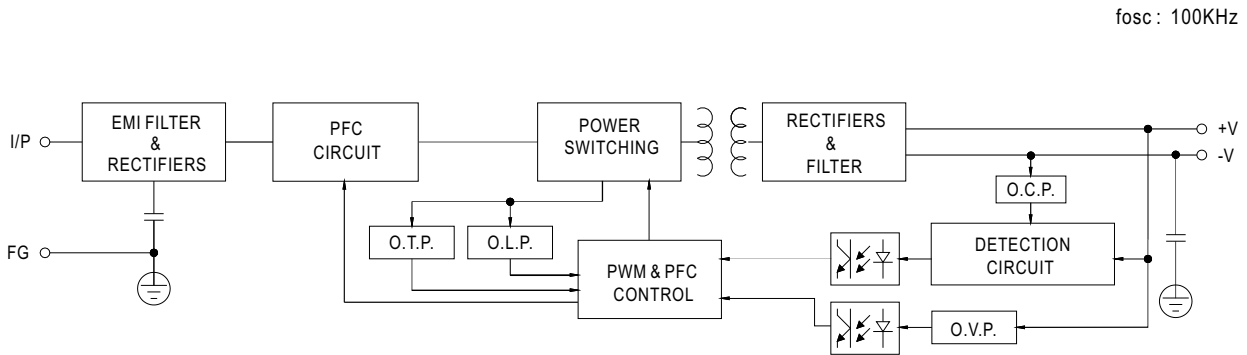 fosc : 100KHz
I/P
EMI FILTER
&
RECTIFIERS
PFC
CIRCUIT
POWER
SWITCHING
RECTIFIERS
&
FILTER
+V
-V
O.C.P.
FG
O.T.P.
O.L.P.
PWM & PFC
CONTROL
DETECTION
CIRCUIT
O.V.P.